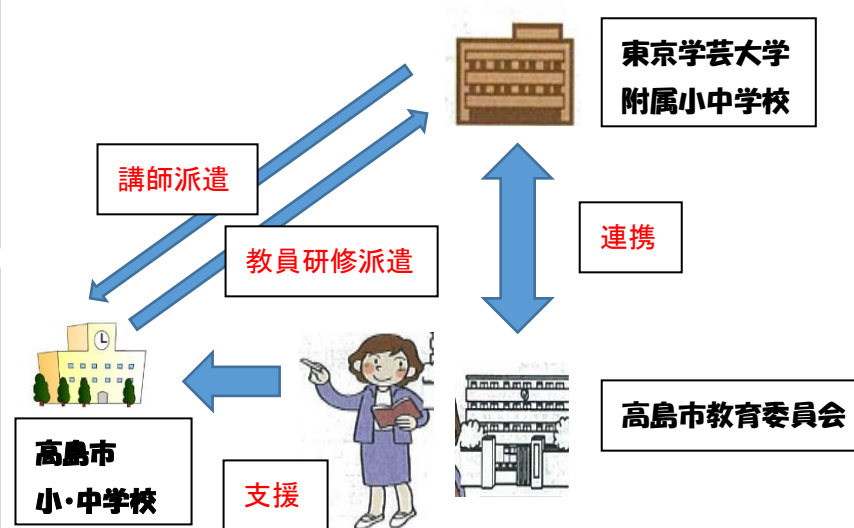 東京学芸大学
附属小中学校
講師派遣
教員研修派遣
連携
高島市
小・中学校
支援
高島市教育委員会